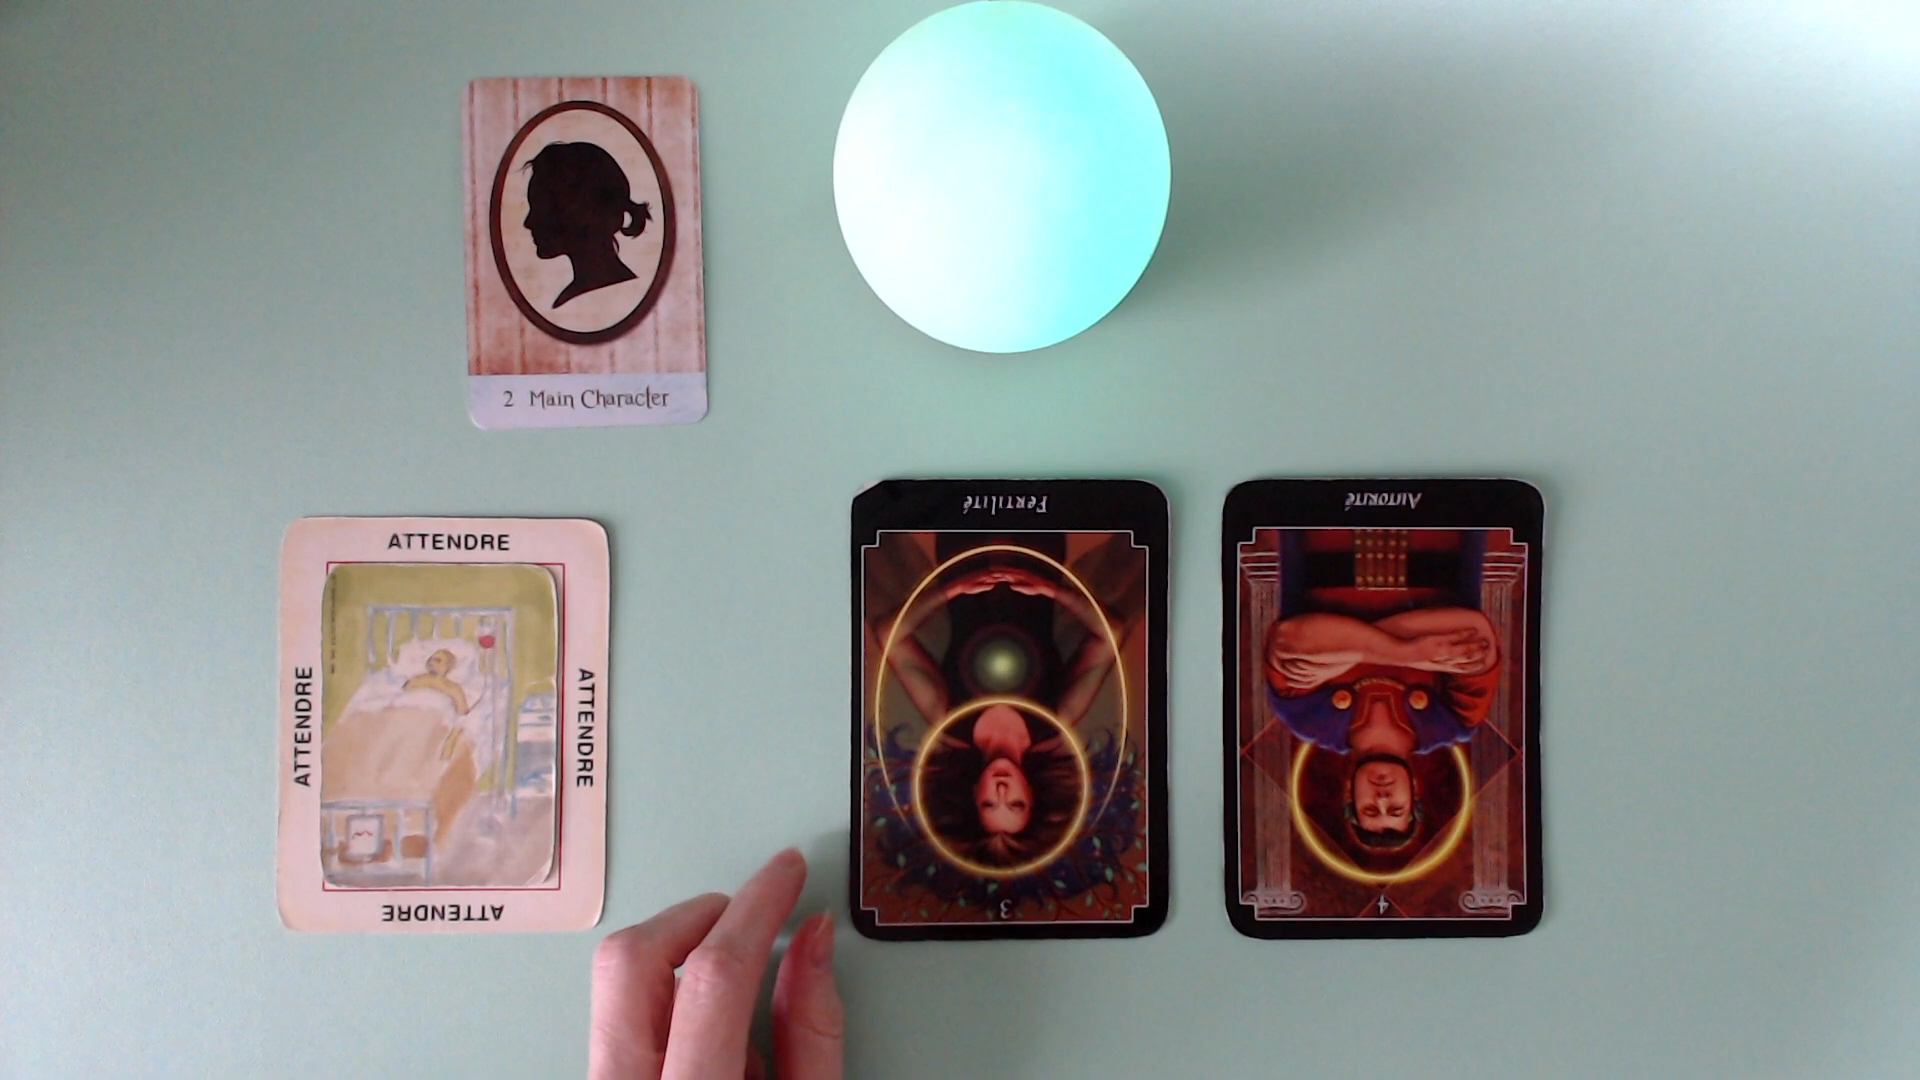 2 Main Character
ATTENDRE
ATTENDRE
ATTENDRE
ATTENDRE
Fertilité
3
Autorité
4